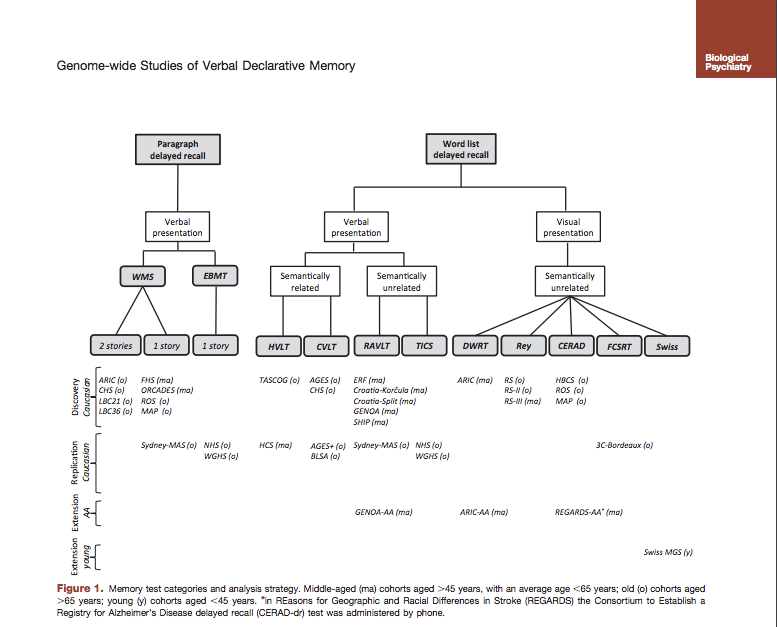 Biological
Psychiatry
Genome-wide Studies of Verbal Declarative Memory
Paragraph
delayed recall
Word list
delayed recall
Verbal
presentation
Verbal
presentation
Visual
presentation
WMS
EBMT
Semantically
related
Semantically
unrelated
Semantically
unrelated
2 stories
1 story
1 story
HVLT
CVLT
RAVLT
TICS
DWRT
Rey
CERAD
FCSRT
Swiss
Discovery
Caucasian
ARIC (o)
CHS (o)
LBC21 (o)
LBC36 (o)
FHS (ma)
ORCADES (ma)
ROS (o)
MAP (o)
TASCOG (o)
AGES (o)
CHS (o)
ERF (ma)
Croatia-Korčula (ma)
Croatia-Split (ma)
GENOA (ma)
SHIP (ma)
ARIC (ma)
RS (o)
RS-II (o)
RS-III (ma)
HBCS (o)
ROS (o)
MAP (o)
Replication
Caucasian
Sydney-MAS (o)
NHS (o)
WGHS (o)
HCS (ma)
AGES+ (o)
BLSA (o)
Sydney-MAS (o)
NHS (o)
WGHS (o)
3C-Bordeaux (o)
Extension
AA
GENOA-AA (ma)
ARIC-AA (ma)
REGARDS-AA* (ma)
Extension
young
Swiss MGS (y)
Figure 1. Memory test categories and analysis strategy. Middle-aged (ma) cohorts aged >45 years, with an average age <65 years; old (o) cohorts aged
>65 years; young (y) cohorts aged <45 years. *in REasons for Geographic and Racial Differences in Stroke (REGARDS) the Consortium to Establish a
Registry for Alzheimer's Disease delayed recall (CERAD-dr) test was administered by phone.